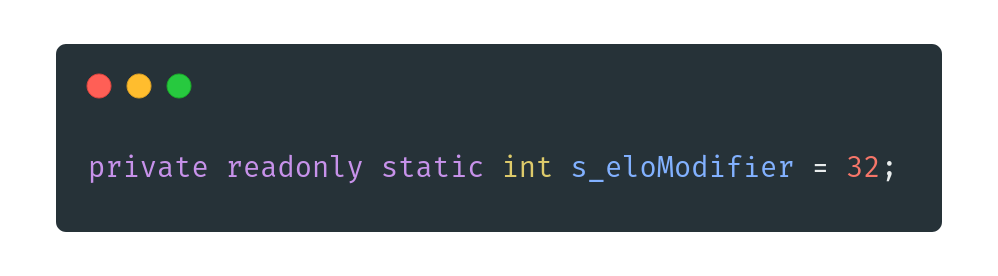 private readonly static int s_eloModifier = 32;